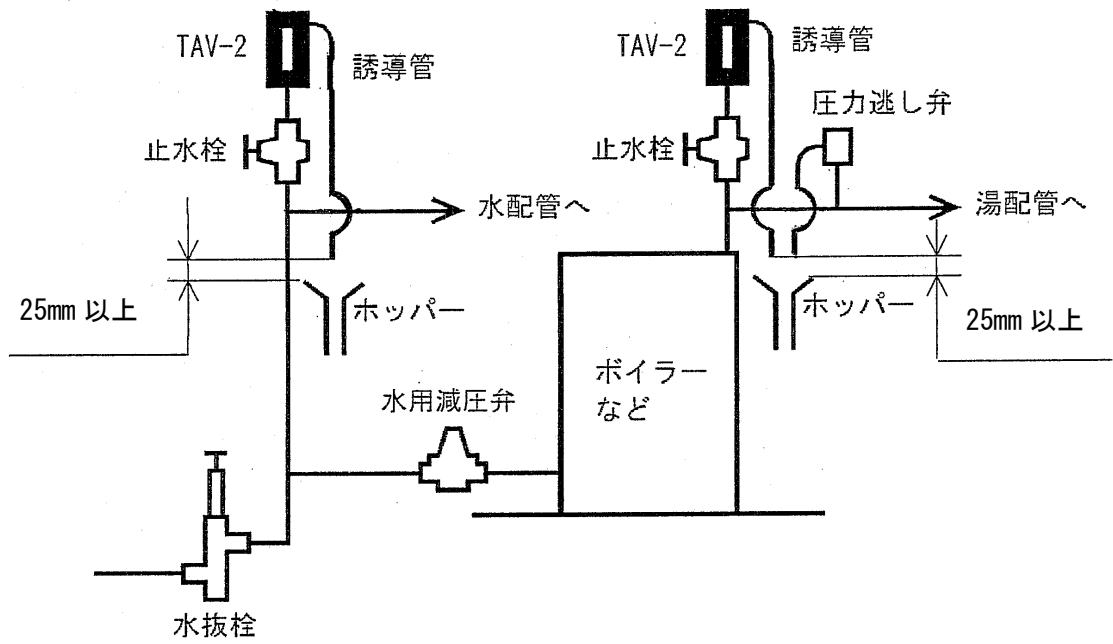 TAV-2
誘導管
止水栓
水配管へ
25mm 以上
ホッパー
TAV-2
誘導管
圧力逃し弁
止水栓
湯配管へ
ホッパー
25mm 以上
ボイラー
など
水用減圧弁
水抜栓